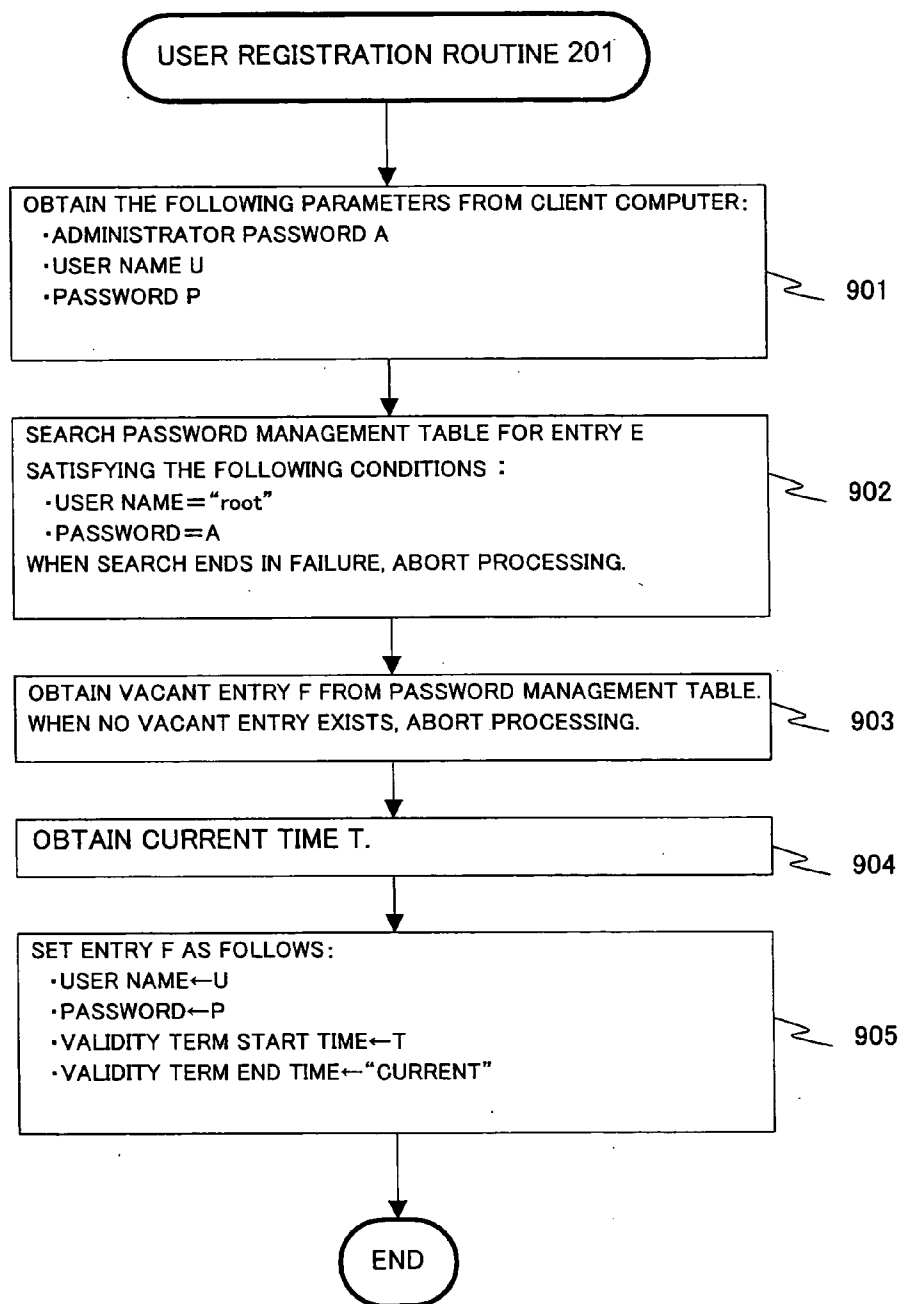 USER REGISTRATION ROUTINE 201
OBTAIN THE FOLLOWING PARAMETERS FROM CLIENT COMPUTER:
・ADMINISTRATOR PASSWORD A
・USER NAME U
・PASSWORD P
901
SEARCH PASSWORD MANAGEMENT TABLE FOR ENTRY E
SATISFYING THE FOLLOWING CONDITIONS :
・USER NAME=“root”
・PASSWORD=A
WHEN SEARCH ENDS IN FAILURE, ABORT PROCESSING.
902
OBTAIN VACANT ENTRY F FROM PASSWORD MANAGEMENT TABLE.
WHEN NO VACANT ENTRY EXISTS, ABORT PROCESSING.
903
OBTAIN CURRENT TIME T.
904
SET ENTRY F AS FOLLOWS:
・USER NAME←U
・PASSWORD←P
・VALIDITY TERM START TIME←T
・VALIDITY TERM END TIME←“CURRENT”
905
END